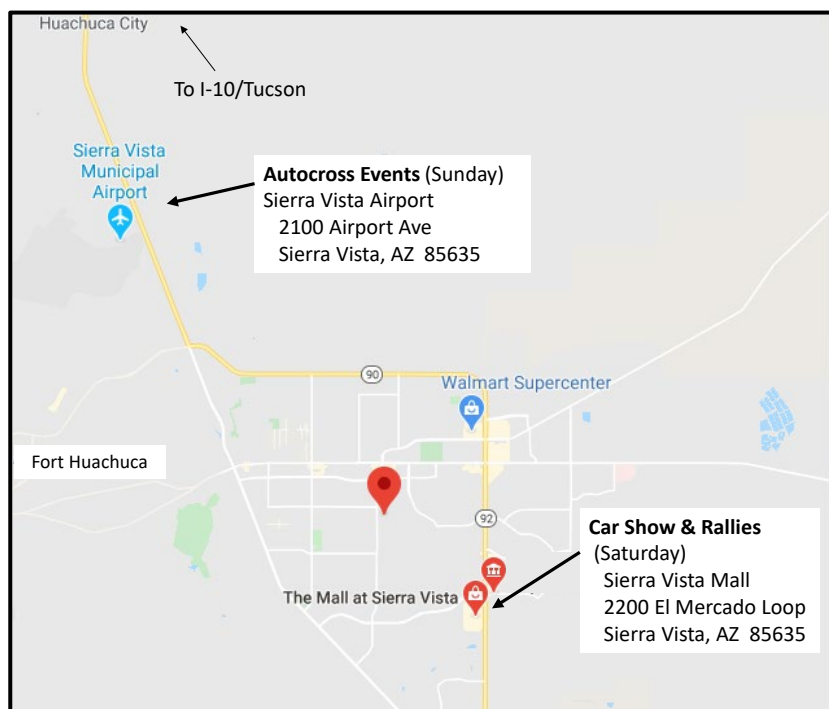 Huachuca City
To I-10/Tucson
Sierra Vista
Municipal
Airport
Autocross Events (Sunday)
Sierra Vista Airport
2100 Airport Ave
Sierra Vista, AZ 85635
90
Walmart Supercenter
Fort Huachuca
92
Car Show & Rallies
(Saturday)
Sierra Vista Mall
2200 El Mercado Loop
Sierra Vista, AZ 85635
The Mall at Sierra Vista